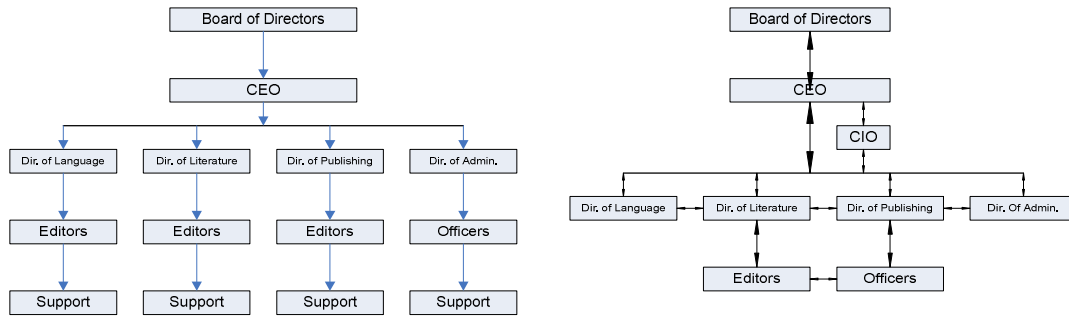 Board of Directors
CEO
Dir. of Language
Dir. of Literature
Dir. of Publishing
Dir. of Admin.
Editors
Editors
Editors
Officers
Support
Support
Support
Support
Board of Directors
CEO
CIO
Dir. of Language
Dir. of Literature
Dir. of Publishing
Dir. Of Admin.
Editors
Officers